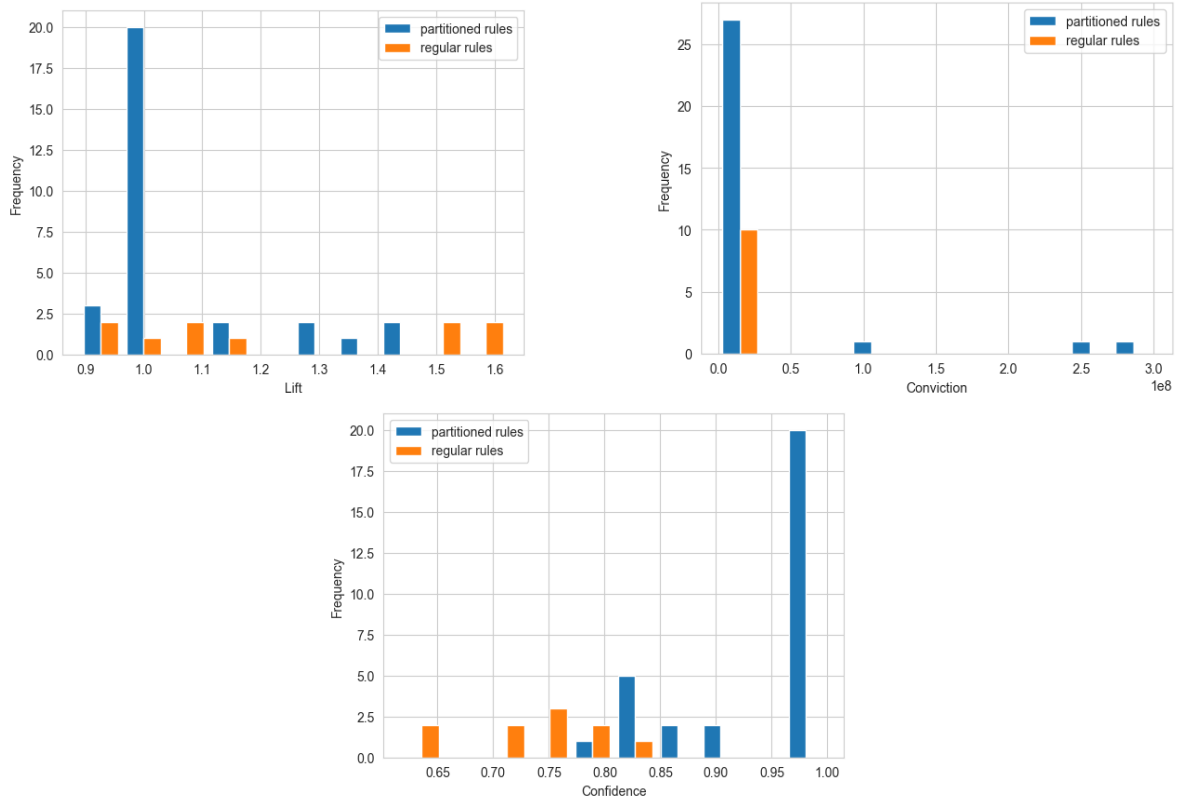 20.0
17.5
15.0
12.5
10.0
7.5
5.0
2.5
0.0
Frequency
partitioned rules
regular rules
0.9 1.0 1.1 1.2 1.3 1.4 1.5 1.6
Lift
25
20
15
10
5
0
Frequency
partitioned rules
regular rules
0.0 0.5 1.0 1.5 2.0 2.5 3.0
1e8
Conviction
20.0
17.5
15.0
12.5
10.0
7.5
5.0
2.5
0.0
Frequency
partitioned rules
regular rules
0.65 0.70 0.75 0.80 0.85 0.90 0.95 1.00
Confidence